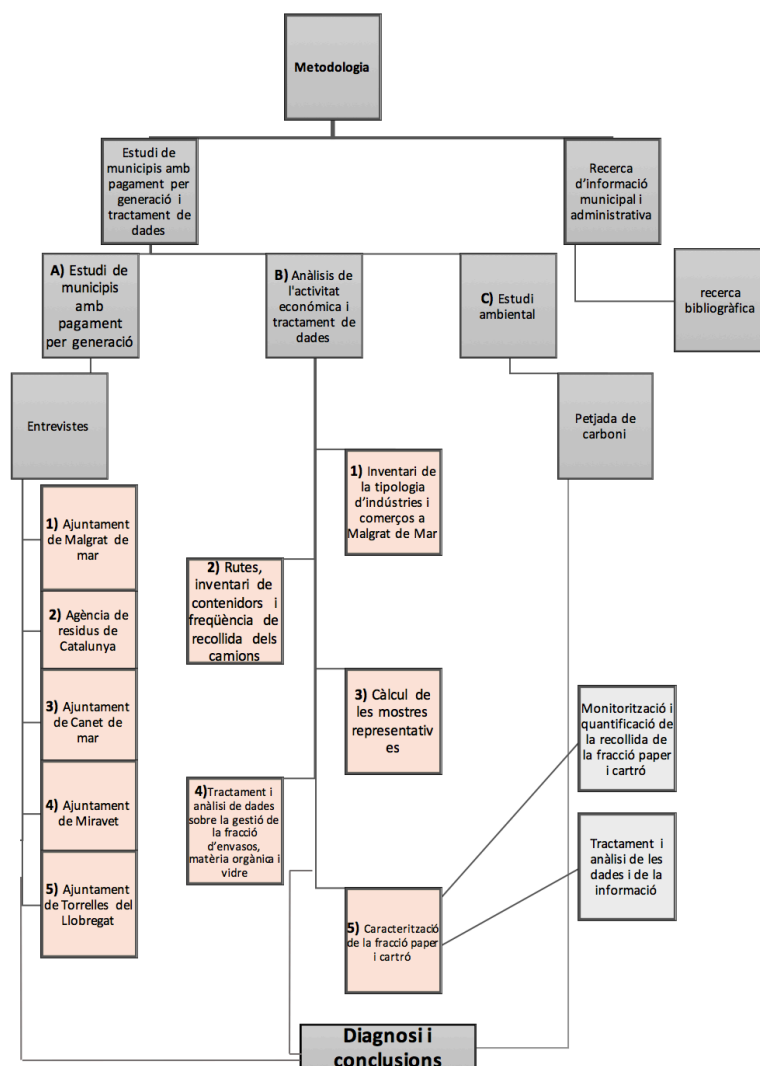 Metodologia
Estudi de
municipis amb
pagament per
generació i
tractament de
dades
Recerca
d'informació
municipal i
administrativa
A) Estudi de
municipis
amb
pagament
per generació
B) Anàlisis de
l'activitat
económica i
tractament de
dades
C) Estudi
ambiental
recerca
bibliogràfica
Entrevistes
Petjada de
carboni
1) Ajuntament
de Malgrat de
mar
2) Agència de
residus de
Catalunya
3) Ajuntament
de Canet de
mar
4) Ajuntament
de Miravet
5) Ajuntament
de Torrelles del
Llobregat
1) Inventari de
la tipologia
d'indústries i
comerços a
Malgrat de Mar
2) Rutes,
inventari de
contenidors i
freqüència de
recollida dels
camions
3) Càlcul de
les mostres
representativ
es
4)Tractament i
anàlisi de dades
sobre la gestió de
la fracció
d'envasos,
matèria orgànica i
vidre
5) Caracterització
de la fracció paper
i cartró
Monitorització i
quantificació de
la recollida de
la fracció paper
i cartró
Tractament i
anàlisi de les
dades i de la
informació
Diagnosi i
conclusions